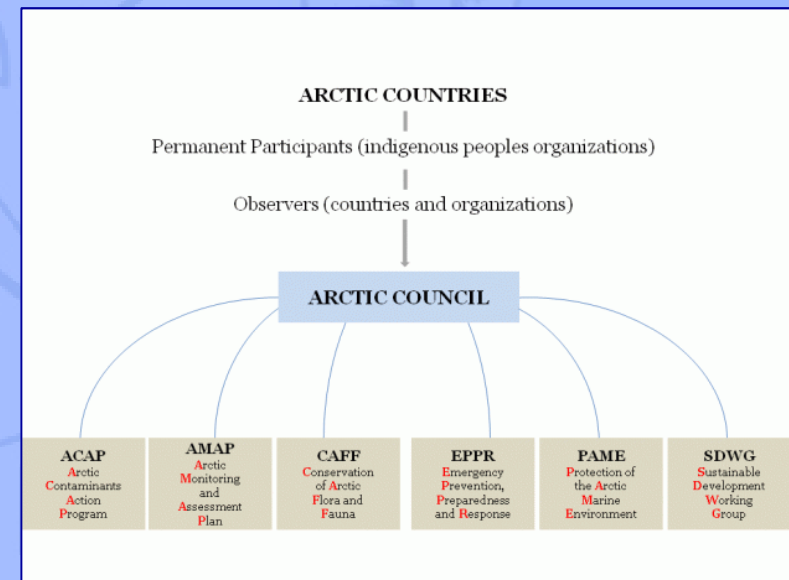 ARCTIC COUNTRIES
Permanent Participants (indigenous peoples organizations)
Observers (countries and organizations)
ARCTIC COUNCIL
ACAP
Arctic
Contaminants
Action
Program
AMAP
Arctic
Monitoring
and
Assessment
Plan
CAFF
Conservation
of Arctic
Flora and
Fauna
EPPR
Emergency
Prevention,
Preparedness
and Response
PAME
Protection of
the Arctic
Marine
Environment
SDWG
Sustainable
Development
Working
Group